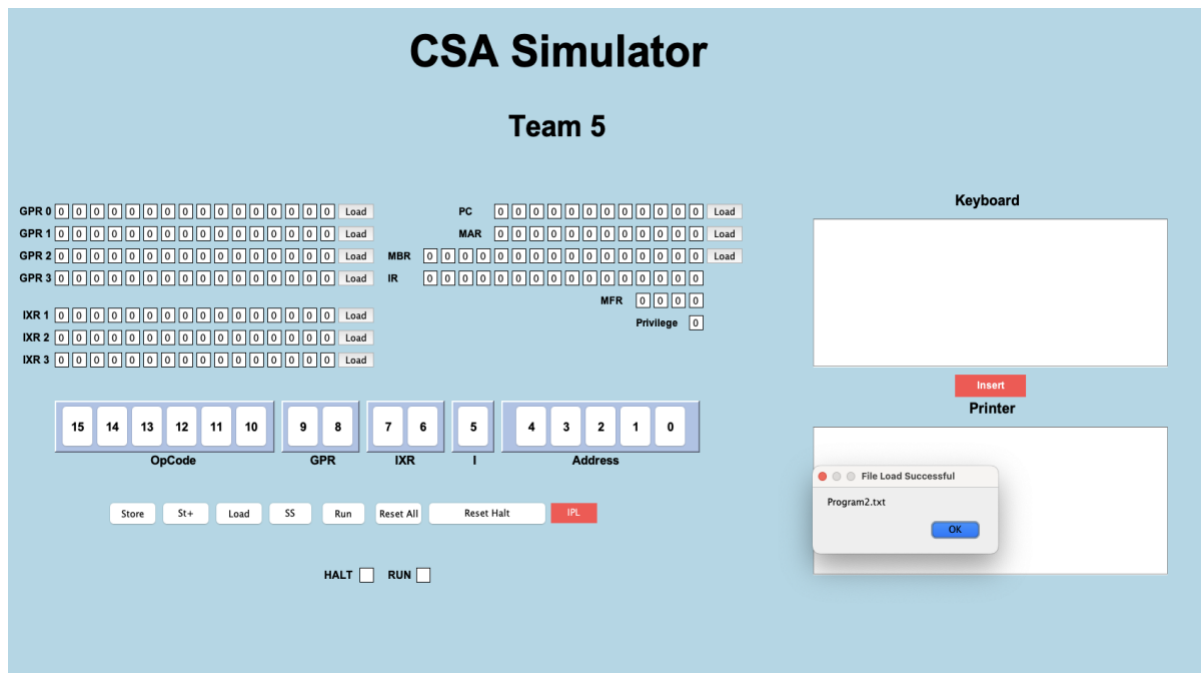 CSA Simulator
Team 5
GPR 0 0 0 0 0 0 0 0 0 0 0 0 0 0 0 0 0 Load
GPR 1 0 0 0 0 0 0 0 0 0 0 0 0 0 0 0 0 Load
GPR 2 0 0 0 0 0 0 0 0 0 0 0 0 0 0 0 0 Load
GPR 3 0 0 0 0 0 0 0 0 0 0 0 0 0 0 0 0 Load
IXR 1 0 0 0 0 0 0 0 0 0 0 0 0 0 0 0 0 Load
IXR 2 0 0 0 0 0 0 0 0 0 0 0 0 0 0 0 0 Load
IXR 3 0 0 0 0 0 0 0 0 0 0 0 0 0 0 0 0 Load
PC 0 0 0 0 0 0 0 0 0 0 0 0 Load
MAR 0 0 0 0 0 0 0 0 0 0 0 0 Load
MBR 0 0 0 0 0 0 0 0 0 0 0 0 0 0 0 0 Load
IR 0 0 0 0 0 0 0 0 0 0 0 0 0 0 0 0
MFR 0 0 0 0
Privilege 0
15 14 13 12 11 10 9 8 7 6 5 4 3 2 1 0
OpCode GPR IXR I Address
Store St+ Load SS Run Reset All Reset Halt IPL
HALT RUN
Keyboard
Insert
Printer
File Load Successful
Program2.txt
OK